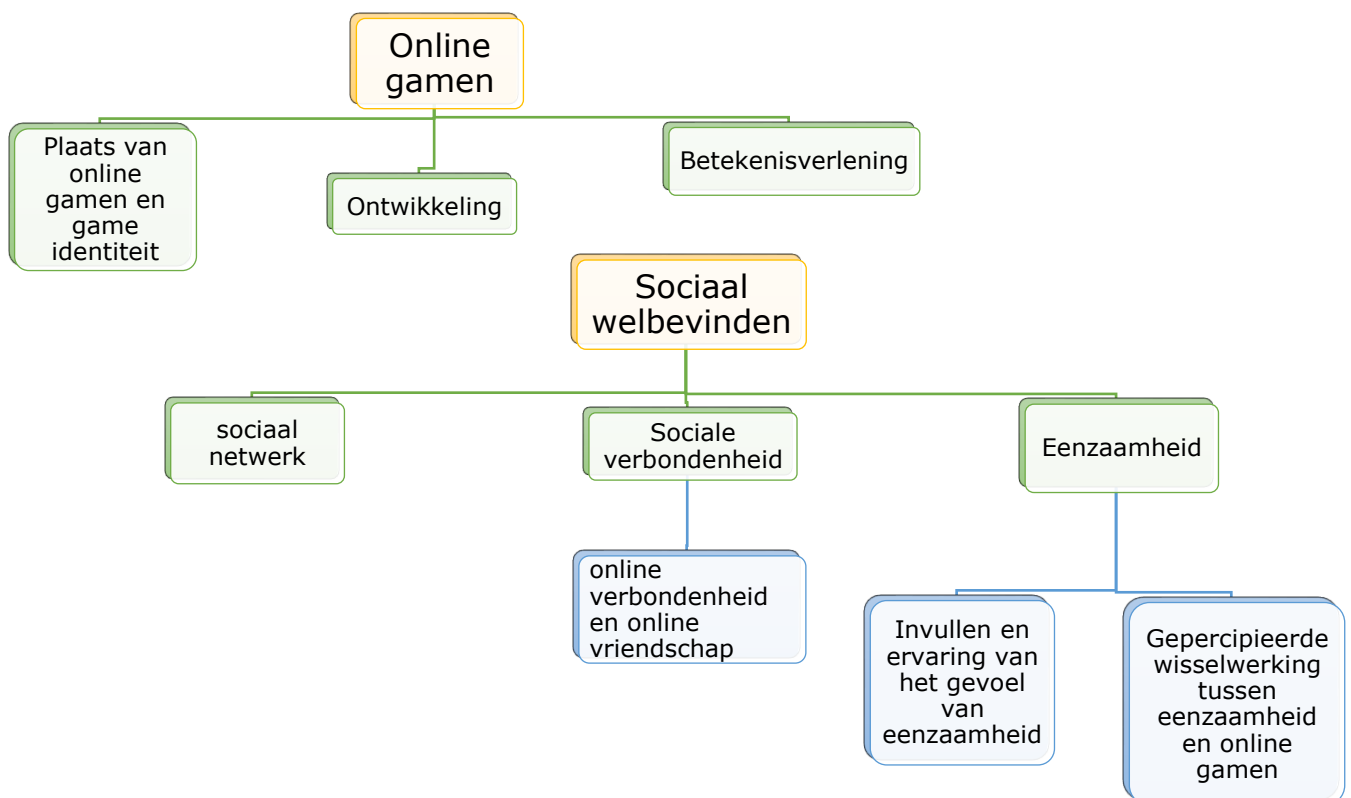 Online
gamen
Plaats van
online
gamen en
game
identiteit
Ontwikkeling
Betekenisverlening
Sociaal
welbevinden
sociaal
netwerk
Sociale
verbondenheid
Eenzaamheid
online
verbondenheid
en online
vriendschap
Invullen en
ervaring van
het gevoel
van
eenzaamheid
Gepercipieerde
wisselwerking
tussen
eenzaamheid
en online
gamen